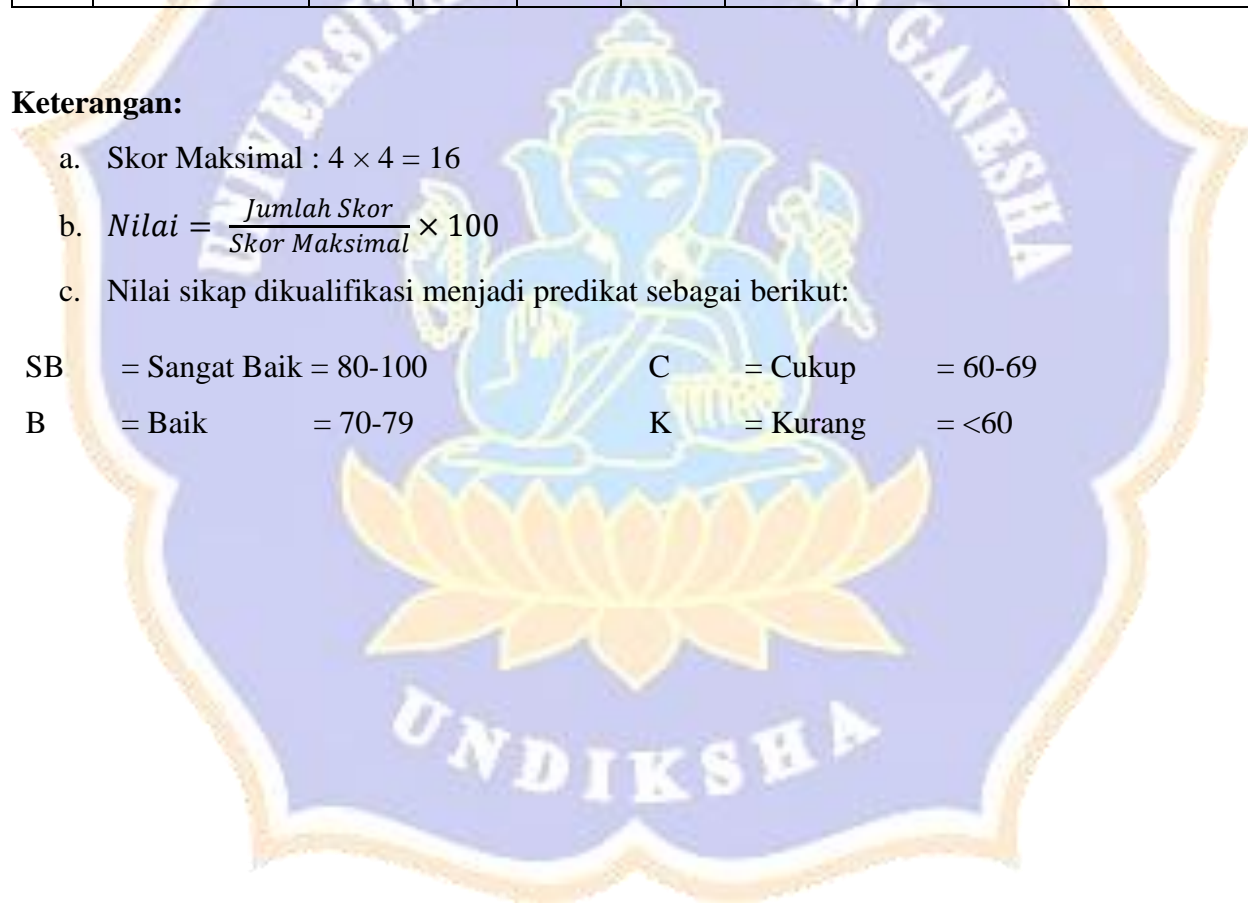 UNIVERSITAS PENDIDIKAN GANESHA
Keterangan:
a. Skor Maksimal : 4 × 4 = 16
b. Nilai = Jumlah Skor / Skor Maksimal × 100
c. Nilai sikap dikualifikasi menjadi predikat sebagai berikut:
SB = Sangat Baik = 80-100 C = Cukup = 60-69
B = Baik = 70-79 K = Kurang = <60
UNDIKSHA